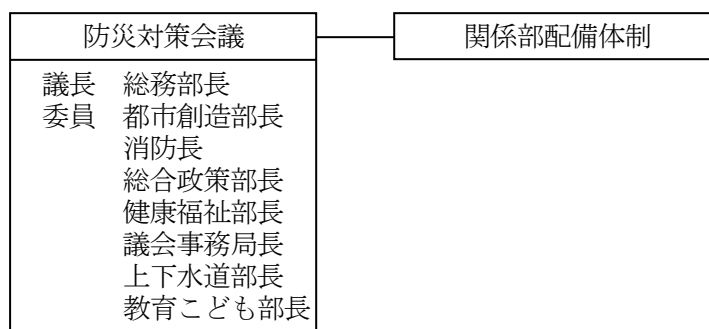 防災対策会議
関係部配備体制
議長 総務部長
委員 都市創造部長
消防長
総合政策部長
健康福祉部長
議会事務局長
上下水道部長
教育こども部長